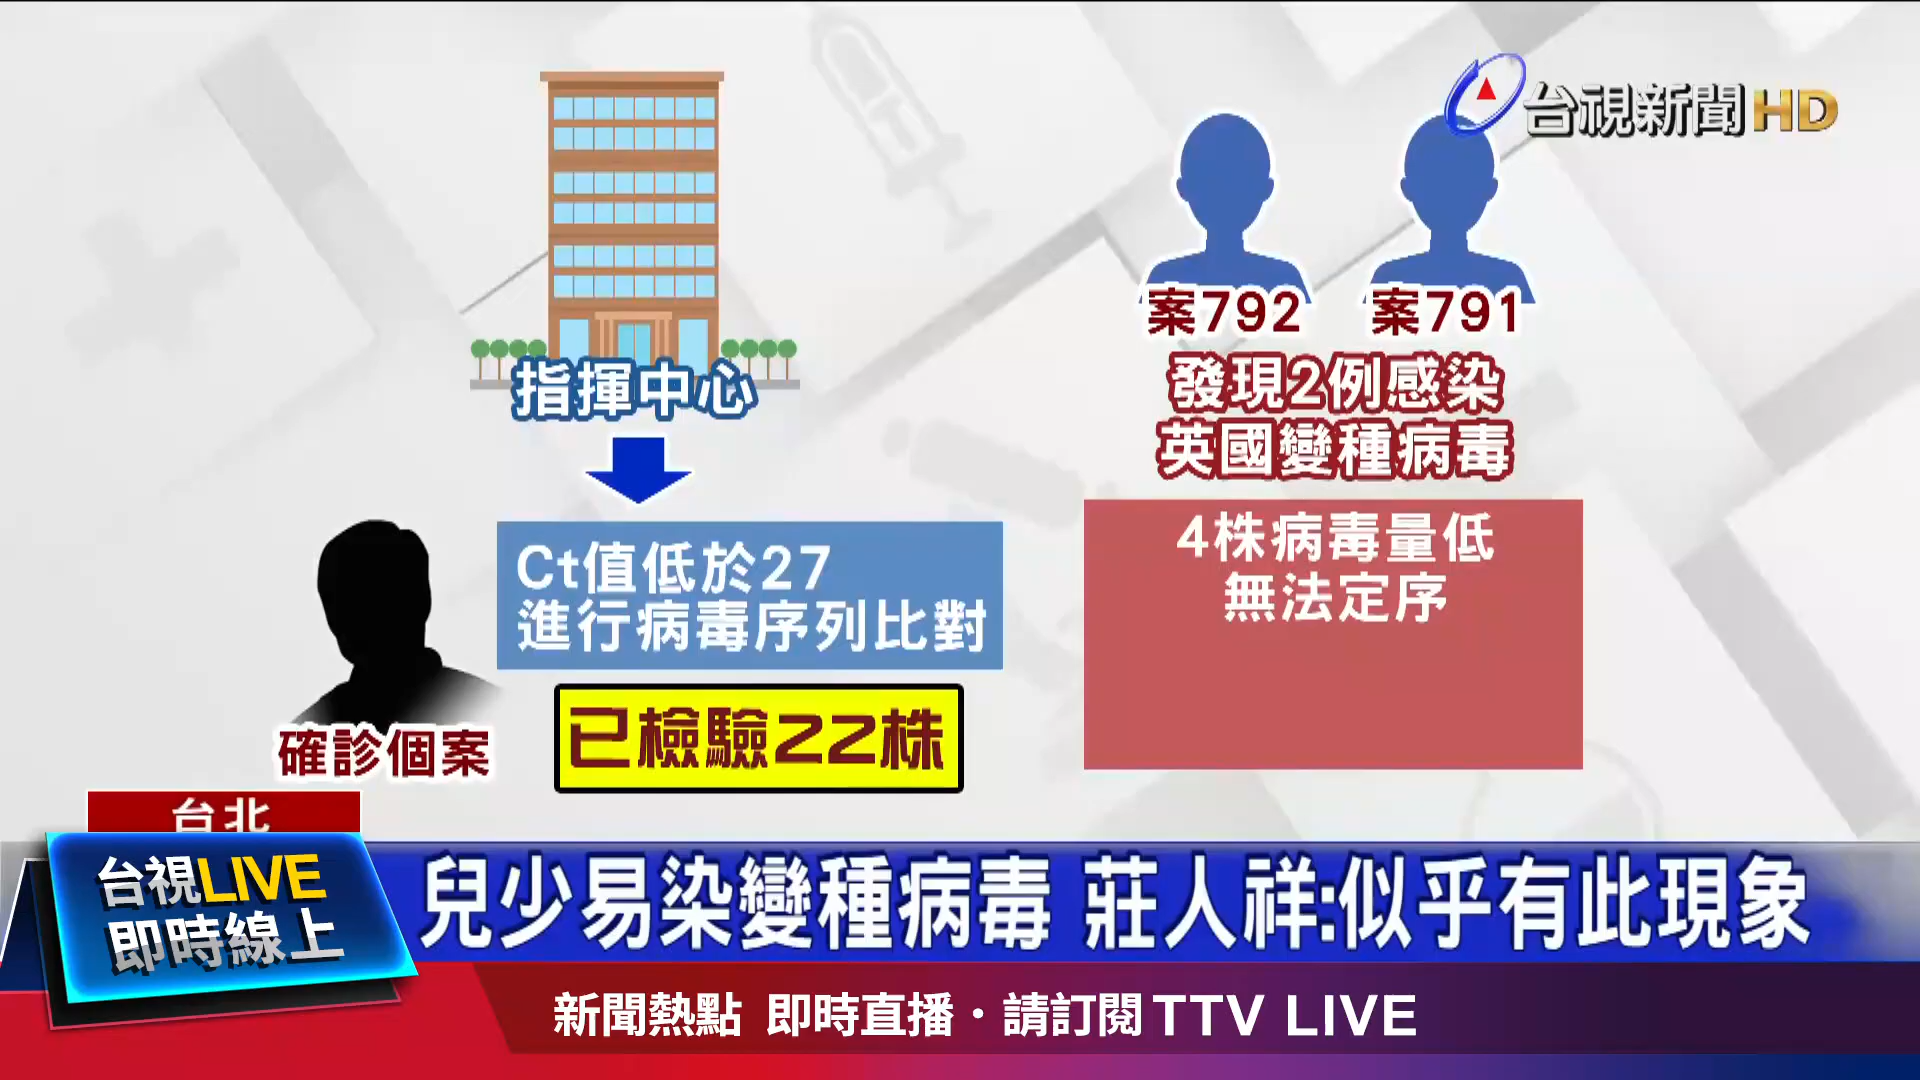 台視新聞HD
指揮中心
Ct值低於27
進行病毒序列比對
已檢驗22株
確診個案
案792
案791
發現2例感染
英國變種病毒
4株病毒量低
無法定序
台北
台視LIVE
即時線上
兒少易染變種病毒 莊人祥:似乎有此現象
新聞熱點 即時直播·請訂閱TTV LIVE